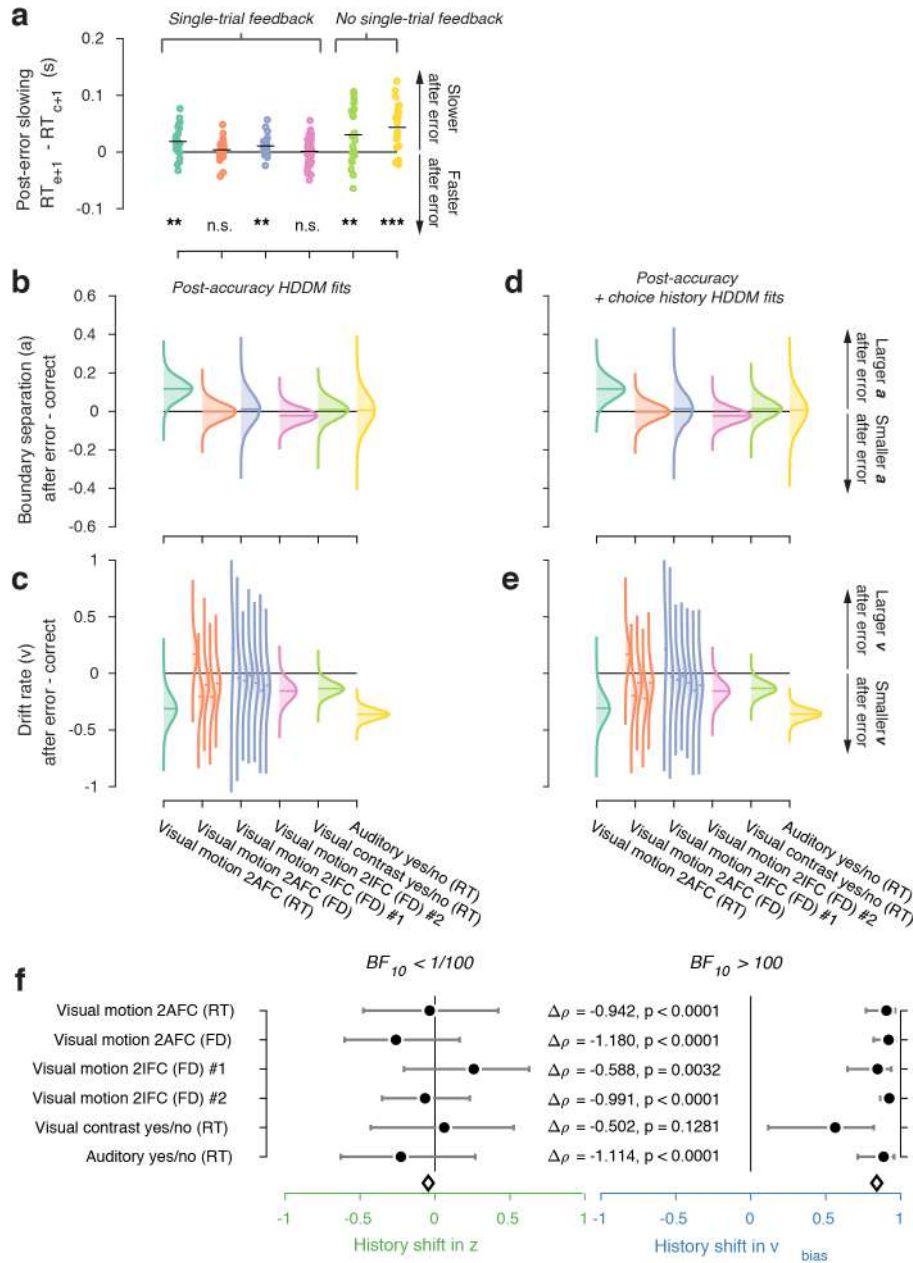 a
Single-trial feedback
No single-trial feedback
Post-error slowing
RTe+1 - RTc+1 (s)
0.2
0.1
0
-0.1
** n.s. ** n.s. ** ***
Slower
after error
Faster
after error
b
Post-accuracy HDDM fits
Boundary separation (a)
after error - correct
0.6
0.4
0.2
0
-0.2
-0.4
-0.6
d
Post-accuracy
+ choice history HDDM fits
Larger a
after error
Smaller a
after error
c
Drift rate (v)
after error - correct
1
0.5
0
-0.5
-1
e
Larger v
after error
Smaller v
after error
Visual motion 2AFC (RT)
Visual motion 2AFC (FD)
Visual motion 2IFC (FD) #1
Visual motion 2IFC (FD) #2
Visual contrast yes/no (RT)
Auditory yes/no (RT)
Visual motion 2AFC (RT)
Visual motion 2AFC (FD)
Visual motion 2IFC (FD) #1
Visual motion 2IFC (FD) #2
Visual contrast yes/no (RT)
Auditory yes/no (RT)
f
BF10 < 1/100
BF10 > 100
Visual motion 2AFC (RT)
Δρ = -0.942, p < 0.0001
Visual motion 2AFC (FD)
Δρ = -1.180, p < 0.0001
Visual motion 2IFC (FD) #1
Δρ = -0.588, p = 0.0032
Visual motion 2IFC (FD) #2
Δρ = -0.991, p < 0.0001
Visual contrast yes/no (RT)
Δρ = -0.502, p = 0.1281
Auditory yes/no (RT)
Δρ = -1.114, p < 0.0001
-1 -0.5 0 0.5 1
History shift in z
-1 -0.5 0 0.5 1
History shift in v bias